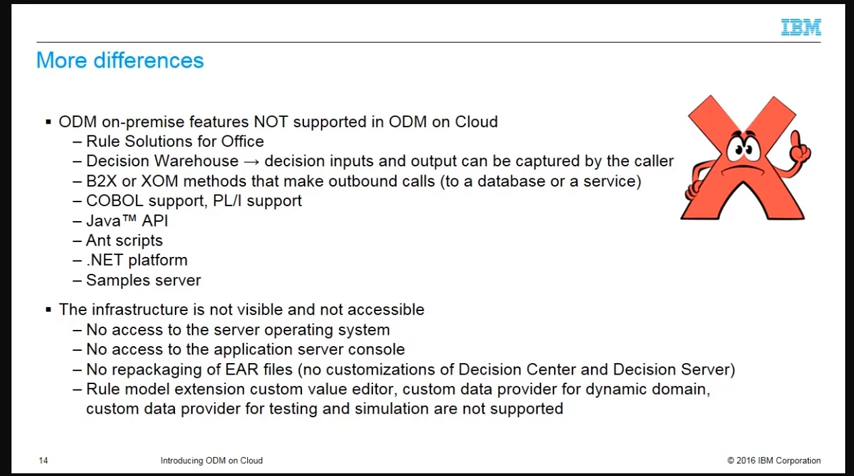 IBM
More differences
▪ ODM on-premise features NOT supported in ODM on Cloud
– Rule Solutions for Office
– Decision Warehouse → decision inputs and output can be captured by the caller
– B2X or XOM methods that make outbound calls (to a database or a service)
– COBOL support, PL/I support
– Java™ API
– Ant scripts
– .NET platform
– Samples server
▪ The infrastructure is not visible and not accessible
– No access to the server operating system
– No access to the application server console
– No repackaging of EAR files (no customizations of Decision Center and Decision Server)
– Rule model extension custom value editor, custom data provider for dynamic domain,
custom data provider for testing and simulation are not supported
14 Introducing ODM on Cloud © 2016 IBM Corporation